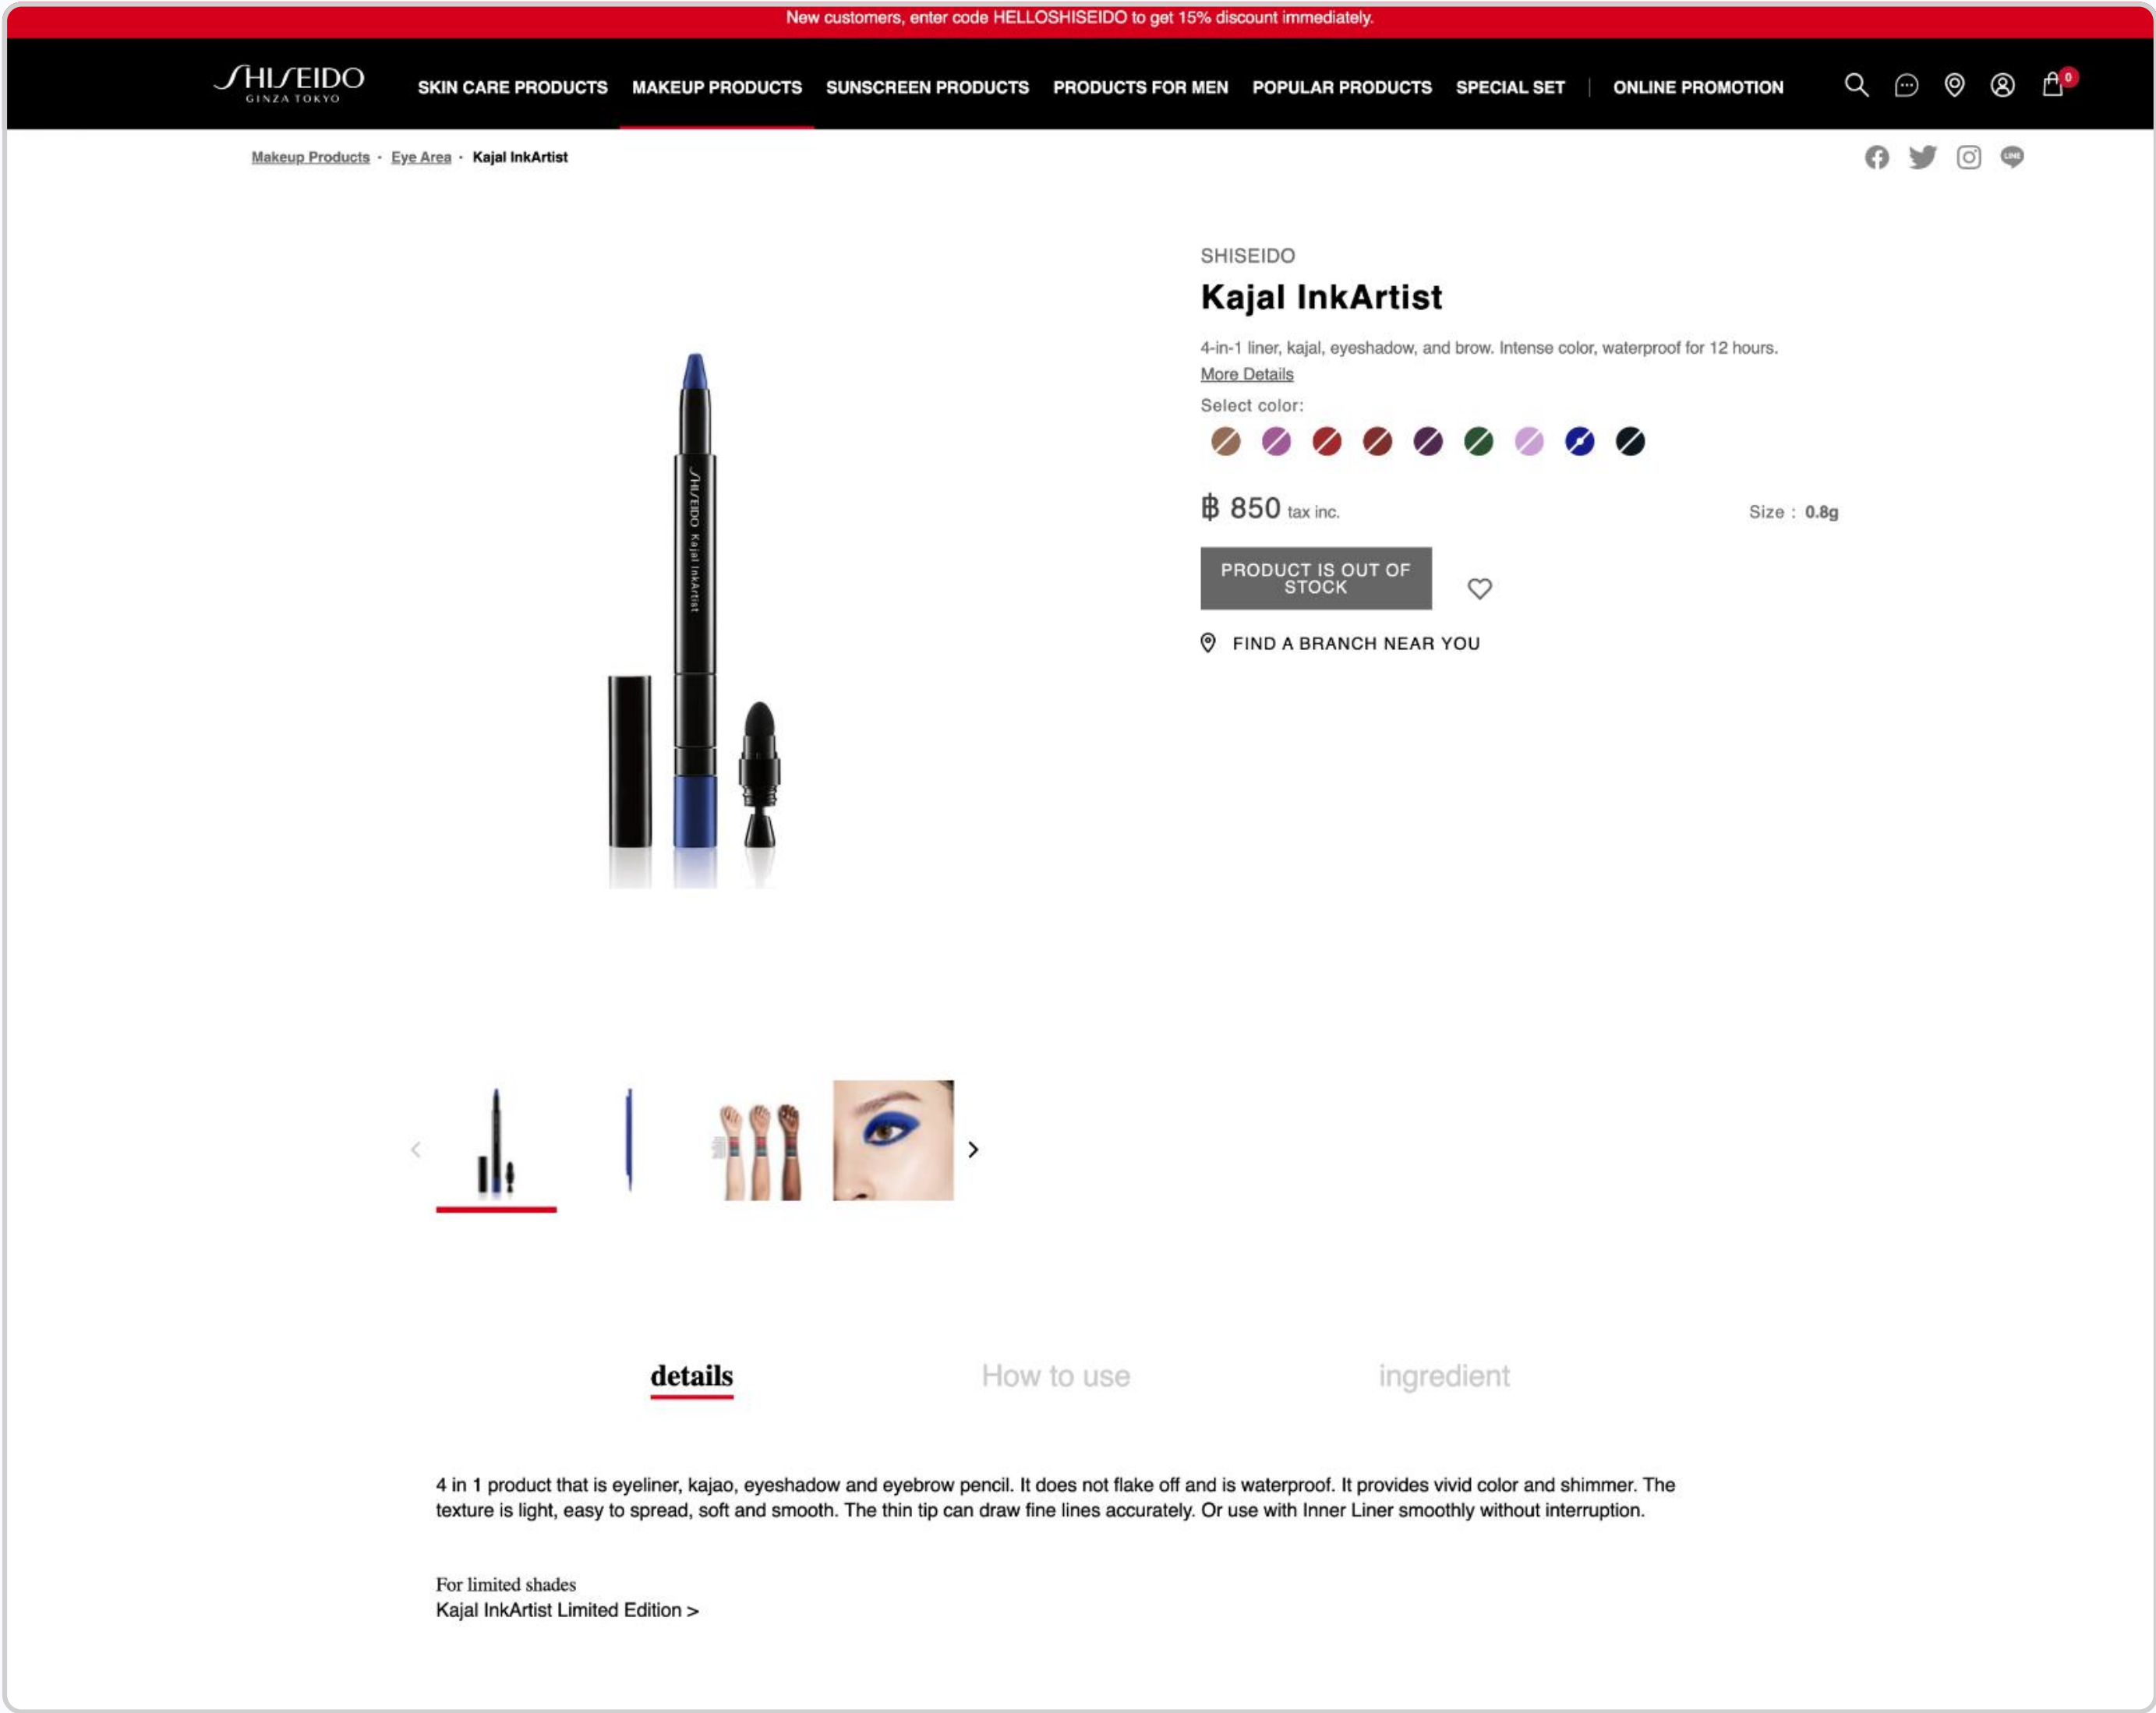 New customers, enter code HELLOSHISEIDO to get 15% discount immediately.
SHISEIDO
GINZA TOKYO
SKIN CARE PRODUCTS
MAKEUP PRODUCTS
SUNSCREEN PRODUCTS
PRODUCTS FOR MEN
POPULAR PRODUCTS
SPECIAL SET
ONLINE PROMOTION
0
Makeup Products · Eye Area · Kajal InkArtist
LINE
SHISEIDO
Kajal InkArtist
4-in-1 liner, kajal, eyeshadow, and brow. Intense color, waterproof for 12 hours.
More Details
Select color:
฿ 850 tax inc.
Size : 0.8g
PRODUCT IS OUT OF
STOCK
FIND A BRANCH NEAR YOU
SHISEIDO Kajal InkArtist
details
How to use
ingredient
4 in 1 product that is eyeliner, kajao, eyeshadow and eyebrow pencil. It does not flake off and is waterproof. It provides vivid color and shimmer. The
texture is light, easy to spread, soft and smooth. The thin tip can draw fine lines accurately. Or use with Inner Liner smoothly without interruption.
For limited shades
Kajal InkArtist Limited Edition >